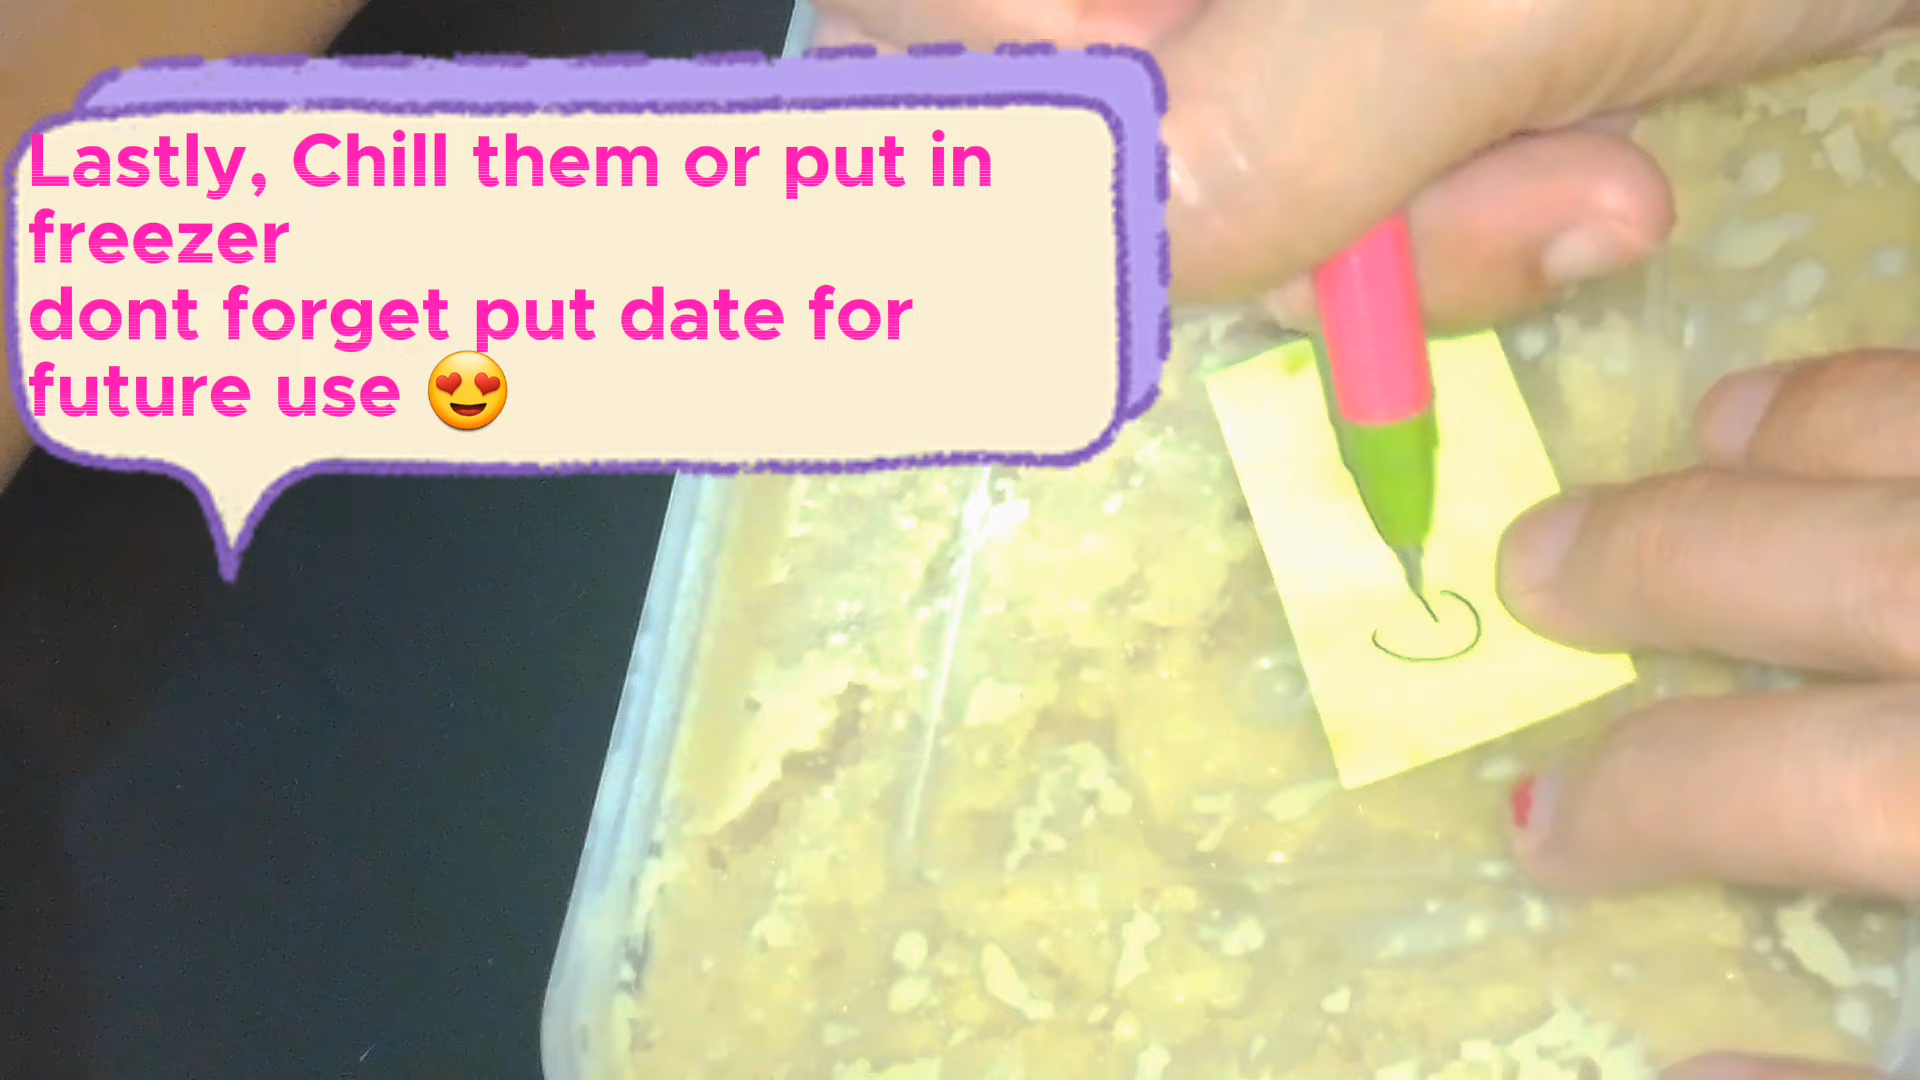 Lastly, Chill them or put in
freezer
dont forget put date for
future use 😍